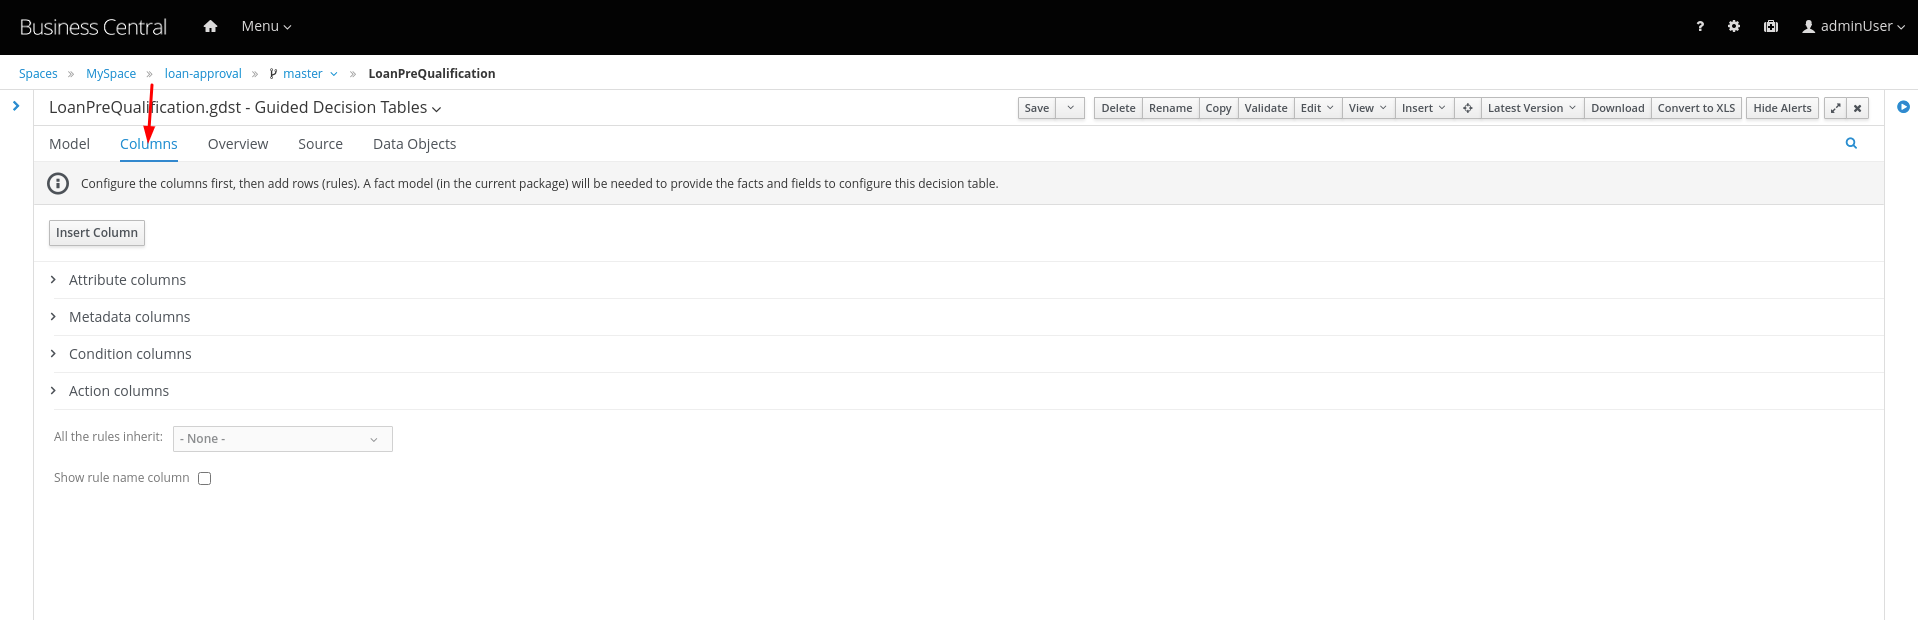 Business Central Menu ? adminUser
Spaces » MySpace » loan-approval » master » LoanPreQualification
LoanPreQualification.gdst - Guided Decision Tables Save Delete Rename Copy Validate Edit View Insert Latest Version Download Convert to XLS Hide Alerts
Model Columns Overview Source Data Objects
Configure the columns first, then add rows (rules). A fact model (in the current package) will be needed to provide the facts and fields to configure this decision table.
Insert Column
Attribute columns
Metadata columns
Condition columns
Action columns
All the rules inherit: - None -
Show rule name column